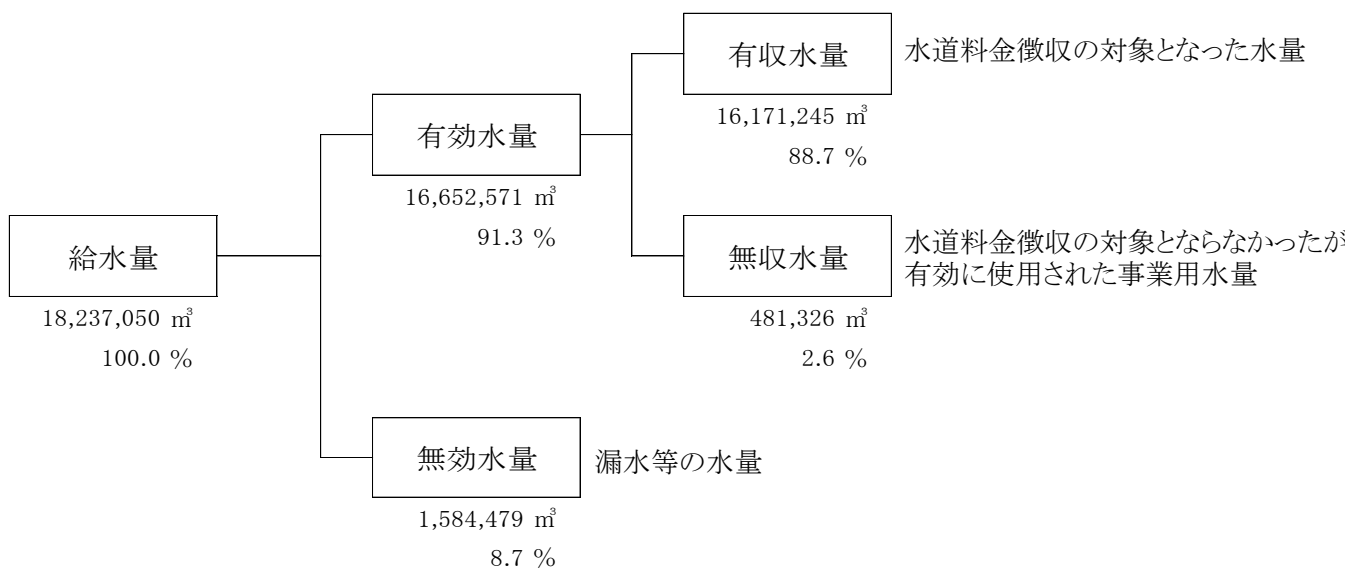 有収水量
水道料金徴収の対象となった水量
16,171,245 ㎥
88.7 %
有効水量
16,652,571 ㎥
91.3 %
無収水量
水道料金徴収の対象とならなかったが
有効に使用された事業用水量
481,326 ㎥
2.6 %
給水量
18,237,050 ㎥
100.0 %
無効水量
漏水等の水量
1,584,479 ㎥
8.7 %